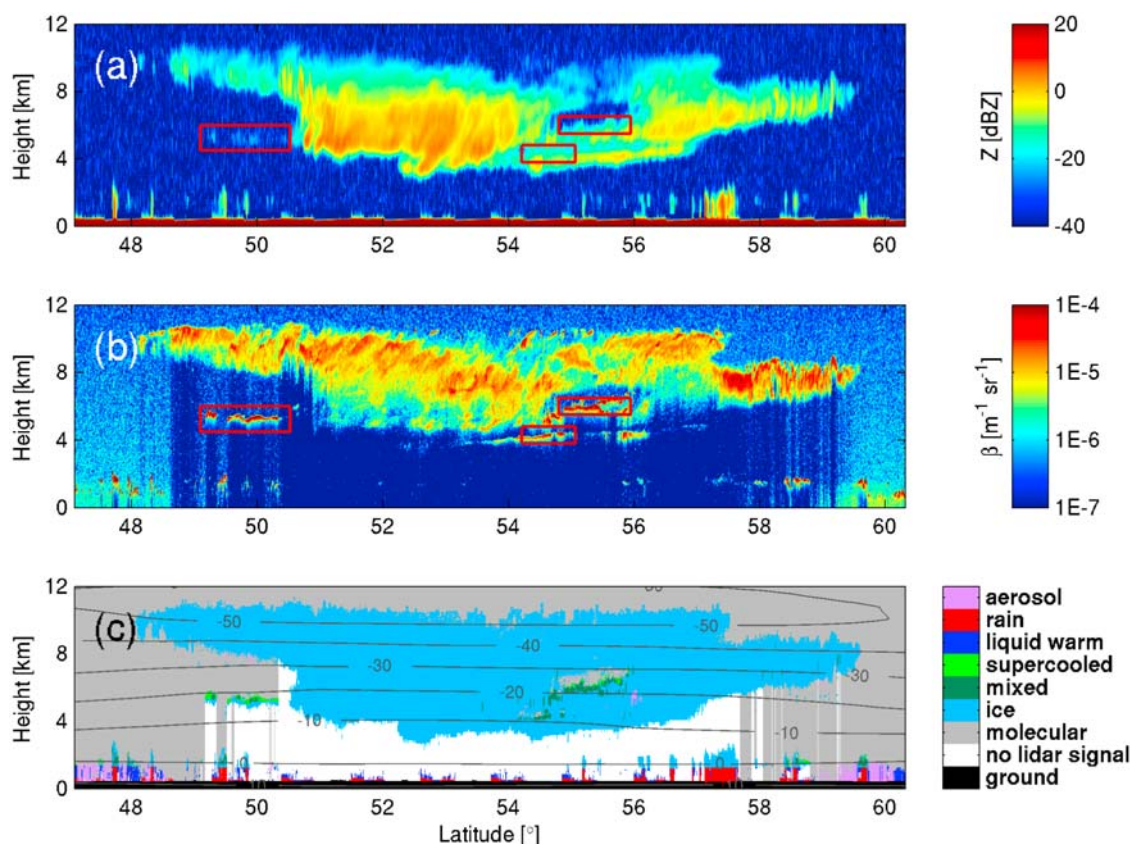 (a)
Height [km]
12
8
4
0
48 50 52 54 56 58 60
Z [dBZ]
20
0
-20
-40
(b)
Height [km]
12
8
4
0
48 50 52 54 56 58 60
β [m⁻¹ sr⁻¹]
1E-4
1E-5
1E-6
1E-7
(c)
Height [km]
12
8
4
0
-50 -50
-40
-30 -30
-20
-10 -10
0 0
48 50 52 54 56 58 60
Latitude [°]
aerosol
rain
liquid warm
supercooled
mixed
ice
molecular
no lidar signal
ground